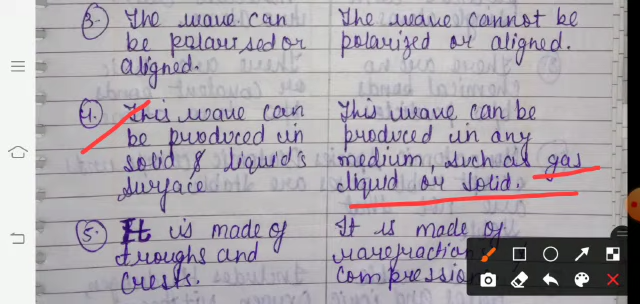 3. The wave can
be polarised or
aligned.
The wave cannot be
polarized or aligned.
4. This wave can
be produced in
solid & liquid's
surface
This wave can be
produced in any
medium such as gas
liquid or solid.
5. It is made of
troughs and
crests.
It is made of
rarefractions
compression